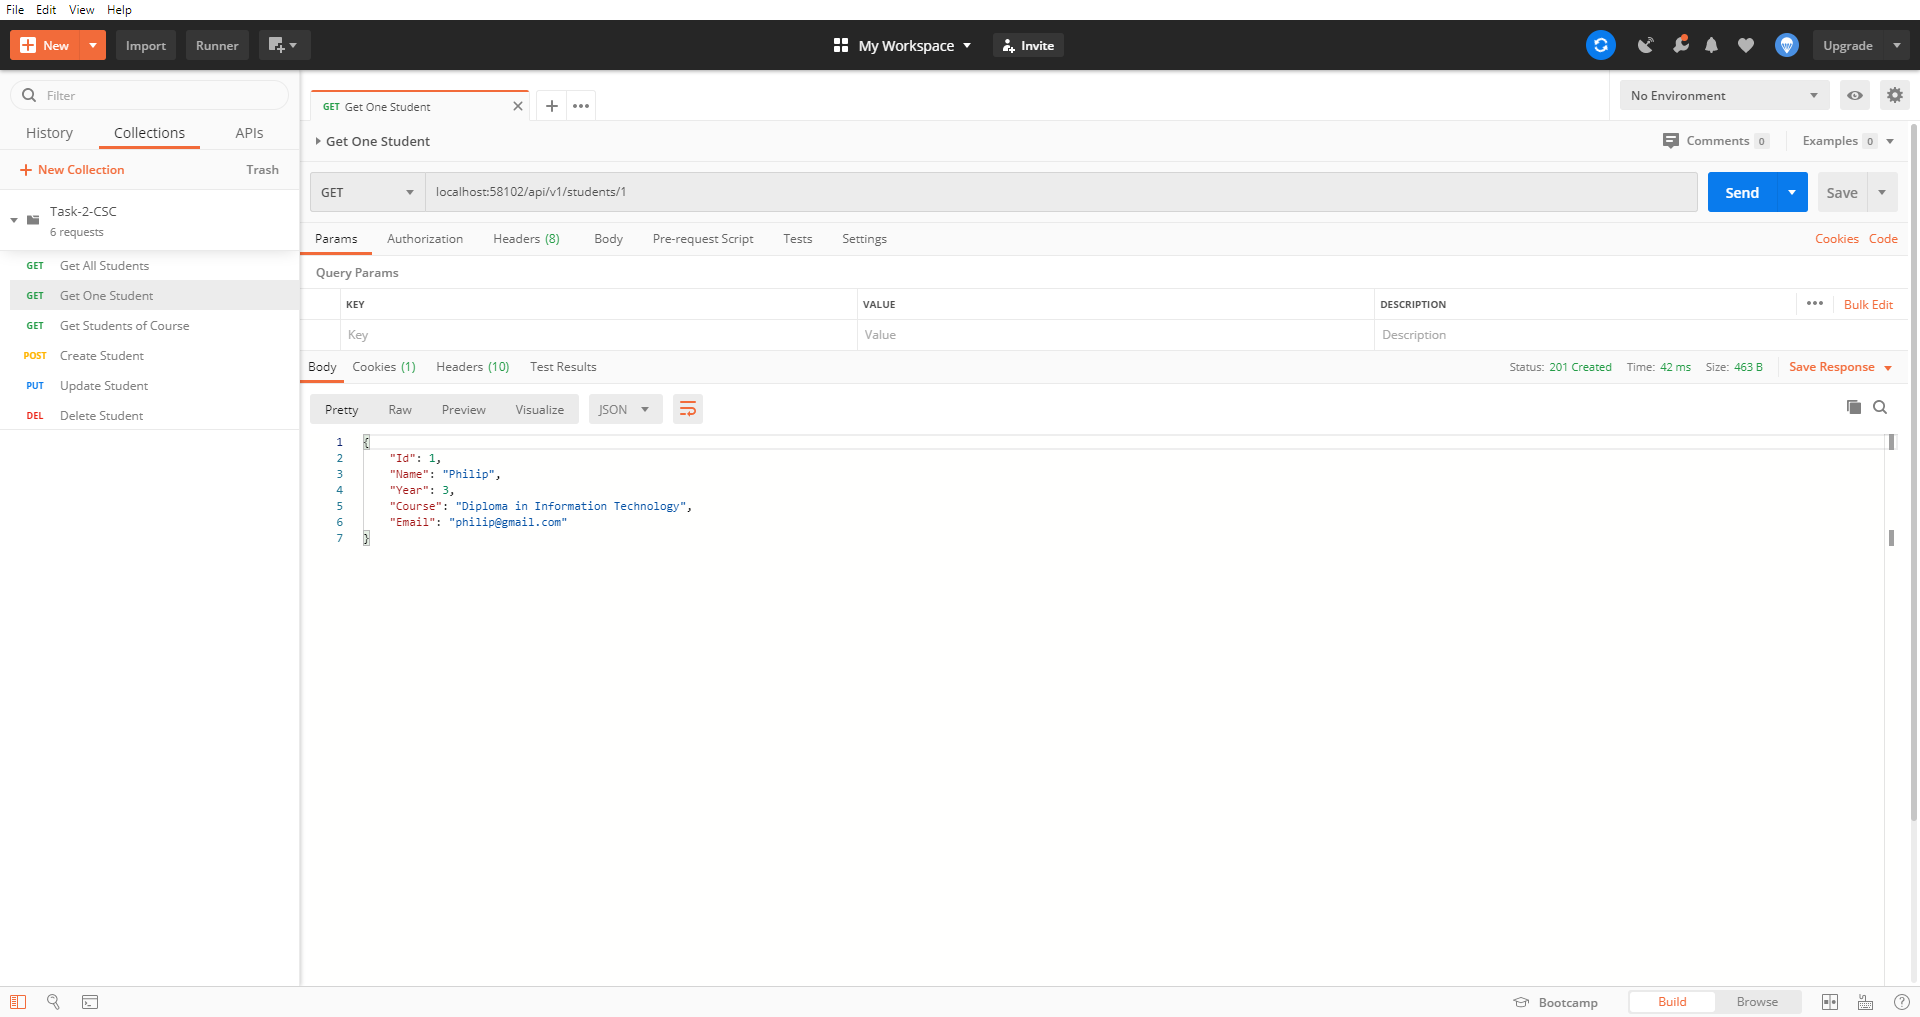 File Edit View Help
New Import Runner My Workspace Invite Upgrade
Filter
History Collections APIs
New Collection Trash
Task-2-CSC
6 requests
GET Get All Students
GET Get One Student
GET Get Students of Course
POST Create Student
PUT Update Student
DEL Delete Student
GET Get One Student
No Environment
Get One Student Comments 0 Examples 0
GET localhost:58102/api/v1/students/1 Send Save
Params Authorization Headers (8) Body Pre-request Script Tests Settings Cookies Code
Query Params
KEY VALUE DESCRIPTION Bulk Edit
Key Value Description
Body Cookies (1) Headers (10) Test Results Status: 201 Created Time: 42 ms Size: 463 B Save Response
Pretty Raw Preview Visualize JSON
1 {
2 "Id": 1,
3 "Name": "Philip",
4 "Year": 3,
5 "Course": "Diploma in Information Technology",
6 "Email": "philip@gmail.com"
7 }
Bootcamp Build Browse